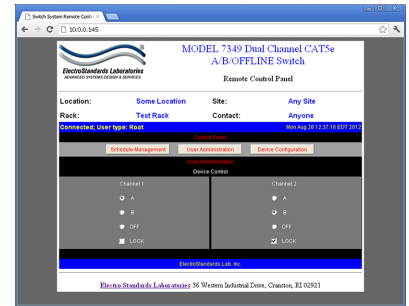 Switch System Remote Contr
10.0.0.145
ElectroStandards Laboratories
ADVANCED SYSTEMS DESIGN & SERVICES
MODEL 7349 Dual Channel CAT5e
A/B/OFFLINE Switch
Remote Control Panel
Location: Some Location Site: Any Site
Rack: Test Rack Contact: Anyone
Connected; User type: Root Mon Aug 20 12:37:16 EDT 2012
Control Panel
Schedule Management User Administration Device Configuration
User Administration
Device Control
Channel 1 Channel 2
A A
B B
OFF OFF
LOCK LOCK
ElectroStandards Lab. Inc.
Electro Standards Laboratories 36 Western Industrial Drive, Cranston, RI 02921